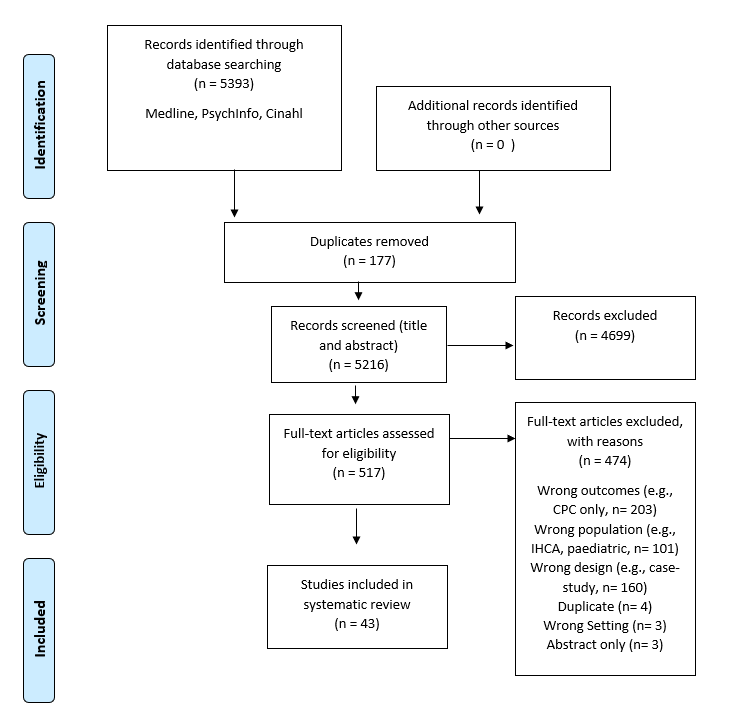 Identification
Records identified through
database searching
(n = 5393)
Medline, PsychInfo, Cinahl
Additional records identified
through other sources
(n = 0  )
Screening
Duplicates removed
(n = 177)
Records screened (title
and abstract)
(n = 5216)
Records excluded
(n = 4699)
Eligibility
Full-text articles assessed
for eligibility
(n = 517)
Full-text articles excluded,
with reasons
(n = 474)
Wrong outcomes (e.g.,
CPC only, n= 203)
Wrong population (e.g.,
IHCA, paediatric, n= 101)
Wrong design (e.g., case-
study, n= 160)
Duplicate (n= 4)
Wrong Setting (n= 3)
Abstract only (n= 3)
Included
Studies included in
systematic review
(n = 43)